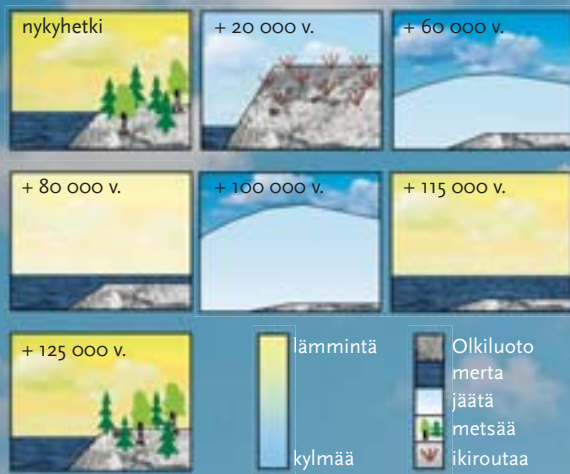 nykyhetki
+ 20 000 v.
+ 60 000 v.
+ 80 000 v.
+ 100 000 v.
+ 115 000 v.
+ 125 000 v.
lämmintä
kylmää
Olkiluoto
merta
jäätä
metsää
ikiroutaa